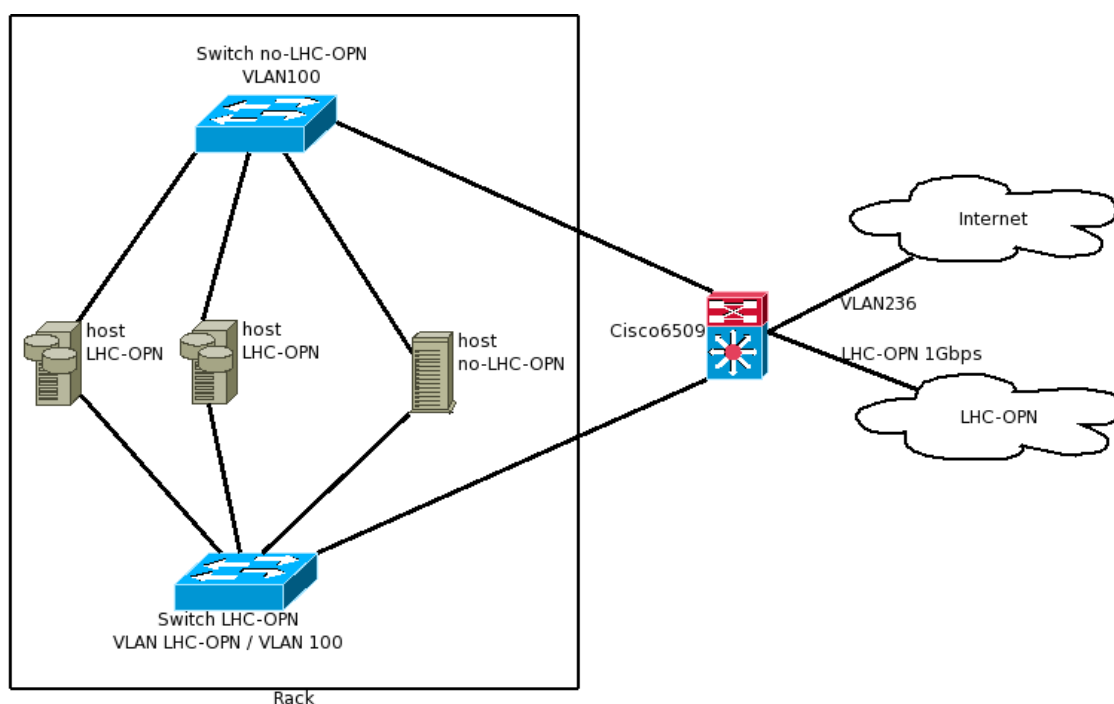 Switch no-LHC-OPN
VLAN100
Internet
VLAN236
Cisco6509
host
LHC-OPN
host
LHC-OPN
host
no-LHC-OPN
LHC-OPN 1Gbps
LHC-OPN
Switch LHC-OPN
VLAN LHC-OPN / VLAN 100
Rack